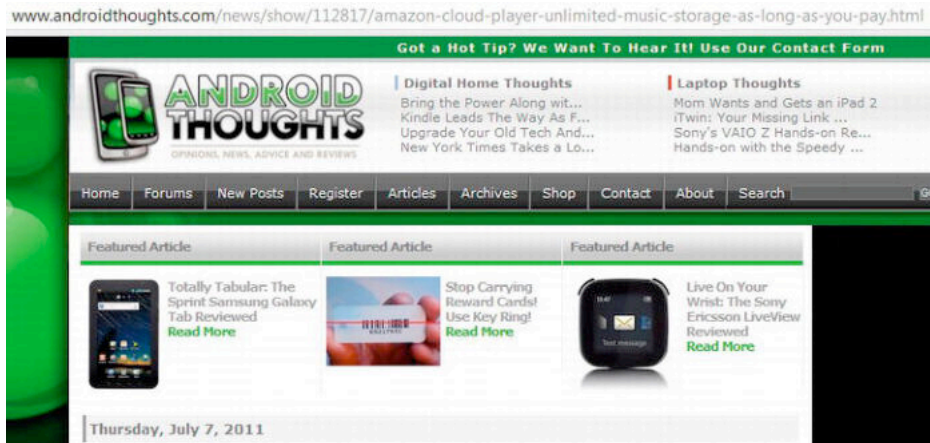 www.androidthoughts.com/news/show/112817/amazon-cloud-player-unlimited-music-storage-as-long-as-you-pay.html
Got a Hot Tip? We Want To Hear It! Use Our Contact Form
ANDROID
THOUGHTS
OPINIONS, NEWS, ADVICE AND REVIEWS
Digital Home Thoughts
Bring the Power Along wit...
Kindle Leads The Way As F...
Upgrade Your Old Tech And...
New York Times Takes a Lo...
Laptop Thoughts
Mom Wants and Gets an iPad 2
iTwin: Your Missing Link ...
Sony's VAIO Z Hands-on Re...
Hands-on with the Speedy ...
Home Forums New Posts Register Articles Archives Shop Contact About Search
Featured Article
Totally Tabular: The
Sprint Samsung Galaxy
Tab Reviewed
Read More
Featured Article
Stop Carrying
Reward Cards!
Use Key Ring!
Read More
Featured Article
Text message
Live On Your
Wrist: The Sony
Ericsson LiveView
Reviewed
Read More
Thursday, July 7, 2011